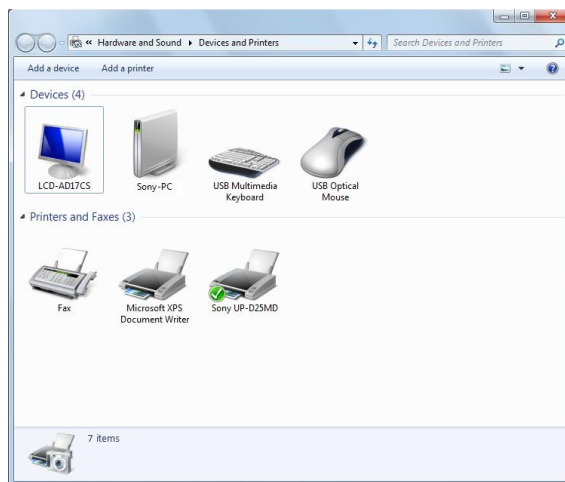 « Hardware and Sound ▸ Devices and Printers
Search Devices and Printers
Add a device Add a printer
Devices (4)
LCD-AD17CS
Sony-PC
USB Multimedia
Keyboard
USB Optical
Mouse
Printers and Faxes (3)
Fax
Microsoft XPS
Document Writer
Sony UP-D25MD
7 items